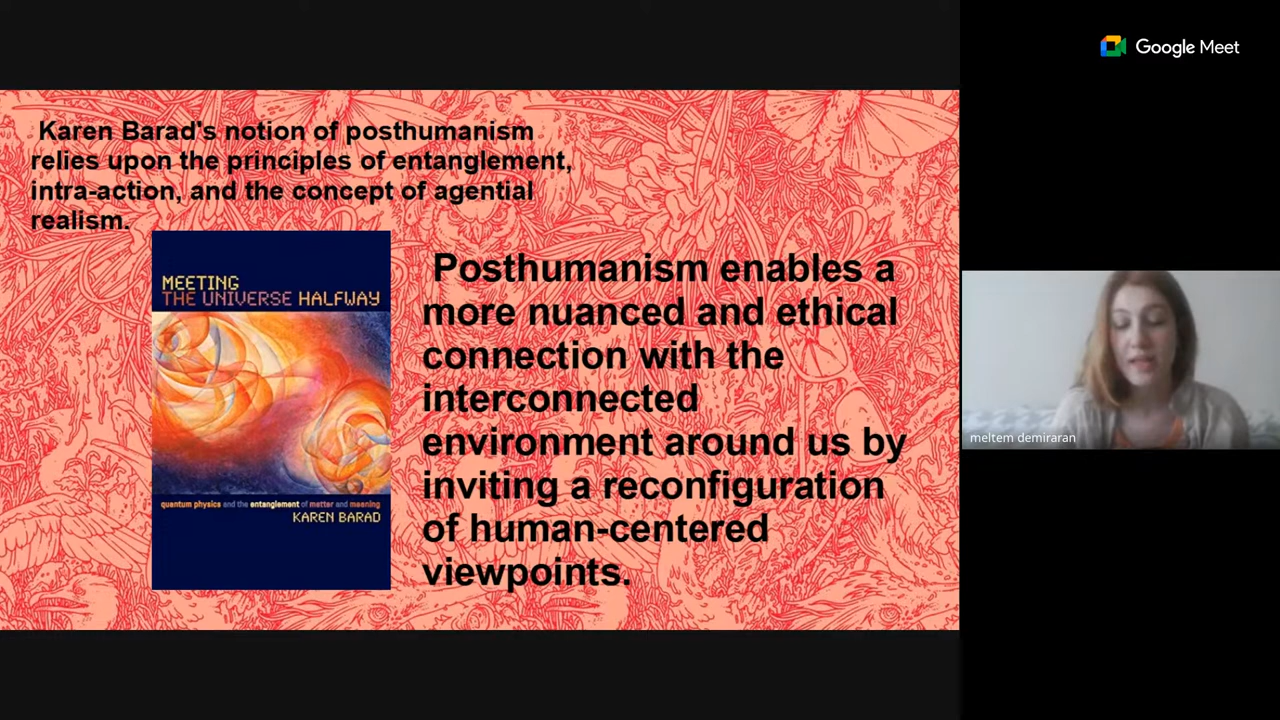 Google Meet
Karen Barad's notion of posthumanism
relies upon the principles of entanglement,
intra-action, and the concept of agential
realism.
MEETING
THE UNIVERSE HALFWAY
quantum physics and the entanglement of matter and meaning
KAREN BARAD
Posthumanism enables a
more nuanced and ethical
connection with the
interconnected
environment around us by
inviting a reconfiguration
of human-centered
viewpoints.
meltem demiraran